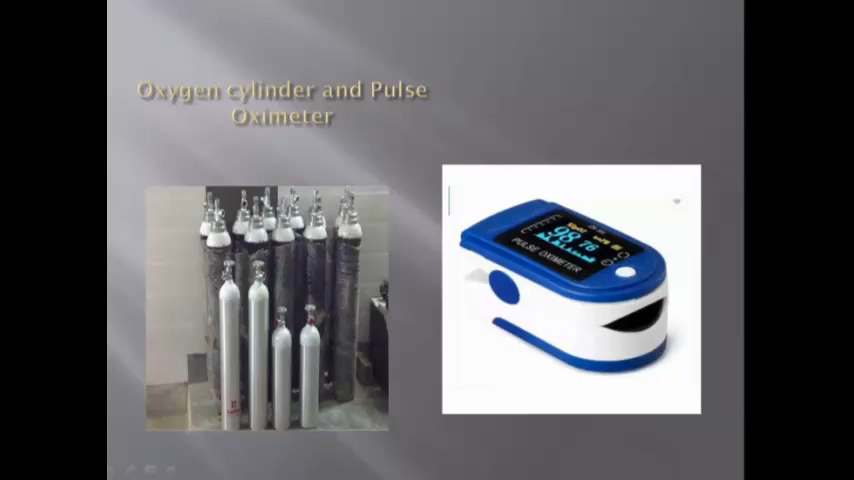 Oxygen cylinder and Pulse
Oximeter
98 76
PULSE OXIMETER